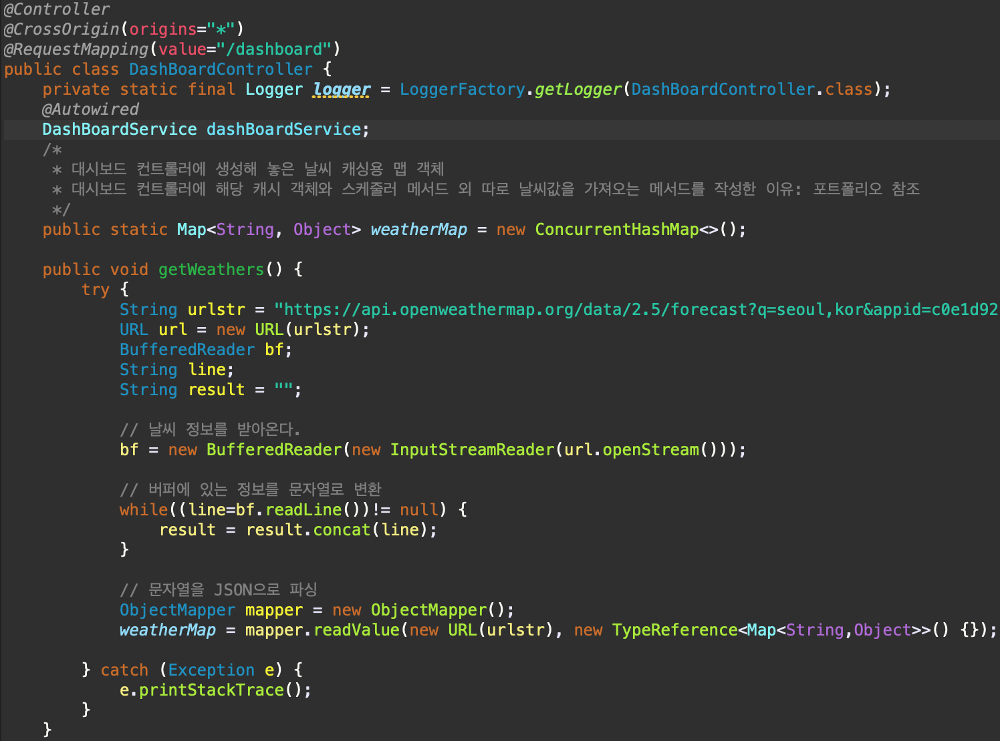 @Controller
@CrossOrigin(origins="*")
@RequestMapping(value="/dashboard")
public class DashBoardController {
    private static final Logger logger = LoggerFactory.getLogger(DashBoardController.class);
    @Autowired
    DashBoardService dashBoardService;
    /*
     * 대시보드 컨트롤러에 생성해 놓은 날씨 캐싱용 맵 객체
     * 대시보드 컨트롤러에 해당 캐시 객체와 스케줄러 메서드 외 따로 날씨값을 가져오는 메서드를 작성한 이유: 포트폴리오 참조
     */
    public static Map<String, Object> weatherMap = new ConcurrentHashMap<>();

    public void getWeathers() {
        try {
            String urlstr = "https://api.openweathermap.org/data/2.5/forecast?q=seoul,kor&appid=c0e1d92
            URL url = new URL(urlstr);
            BufferedReader bf;
            String line;
            String result = "";

            // 날씨 정보를 받아온다.
            bf = new BufferedReader(new InputStreamReader(url.openStream()));

            // 버퍼에 있는 정보를 문자열로 변환
            while((line=bf.readLine())!= null) {
                result = result.concat(line);
            }

            // 문자열을 JSON으로 파싱
            ObjectMapper mapper = new ObjectMapper();
            weatherMap = mapper.readValue(new URL(urlstr), new TypeReference<Map<String,Object>>() {});

        } catch (Exception e) {
            e.printStackTrace();
        }
    }